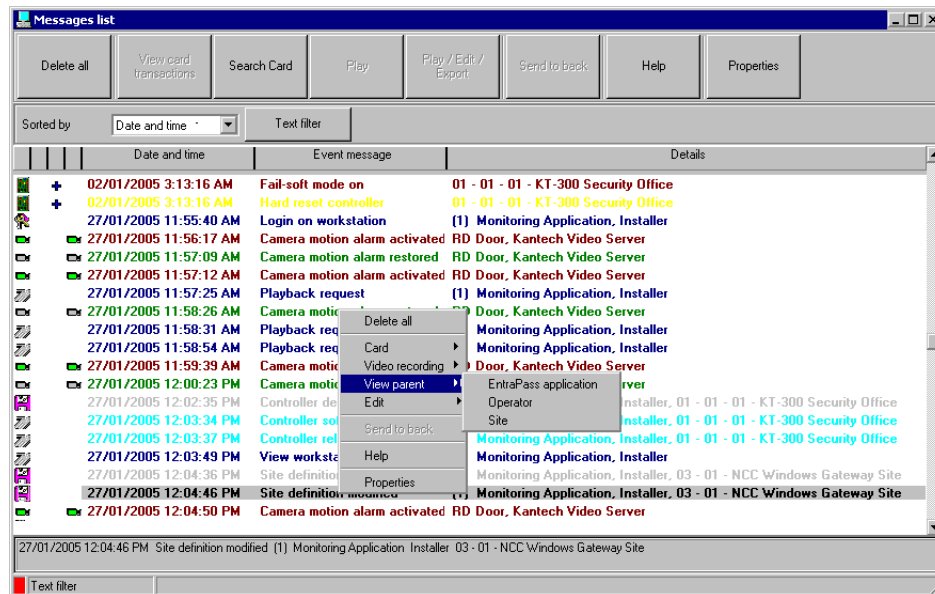 Messages list
Delete all View card transactions Search Card Play Play / Edit / Export Send to back Help Properties
Sorted by Date and time Text filter
Date and time Event message Details
02/01/2005 3:13:16 AM Fail-soft mode on 01 - 01 - 01 - KT-300 Security Office
02/01/2005 3:13:16 AM Hard reset controller 01 - 01 - 01 - KT-300 Security Office
27/01/2005 11:55:40 AM Login on workstation (1) Monitoring Application, Installer
27/01/2005 11:56:17 AM Camera motion alarm activated RD Door, Kantech Video Server
27/01/2005 11:57:09 AM Camera motion alarm restored RD Door, Kantech Video Server
27/01/2005 11:57:12 AM Camera motion alarm activated RD Door, Kantech Video Server
27/01/2005 11:57:25 AM Playback request (1) Monitoring Application, Installer
27/01/2005 11:58:26 AM Camera Door, Kantech Video Server
27/01/2005 11:58:31 AM Playback req Delete all Monitoring Application, Installer
27/01/2005 11:58:54 AM Playback req Card Monitoring Application, Installer
27/01/2005 11:59:39 AM Camera motio Video recording Door, Kantech Video Server
27/01/2005 12:00:23 PM Camera motio View parent EntraPass application rver
27/01/2005 12:02:35 PM Controller de Edit Operator nstaller, 01 - 01 - 01 - KT-300 Security Office
27/01/2005 12:03:34 PM Controller so Site nstaller, 01 - 01 - 01 - KT-300 Security Office
27/01/2005 12:03:37 PM Controller rel Send to back Monitoring Application, Installer, 01 - 01 - 01 - KT-300 Security Office
27/01/2005 12:03:49 PM View worksta Help Monitoring Application, Installer
27/01/2005 12:04:36 PM Site definitio Properties Monitoring Application, Installer, 03 - 01 - NCC Windows Gateway Site
27/01/2005 12:04:46 PM Site definition modified (1) Monitoring Application, Installer, 03 - 01 - NCC Windows Gateway Site
27/01/2005 12:04:50 PM Camera motion alarm activated RD Door, Kantech Video Server
27/01/2005 12:04:46 PM Site definition modified (1) Monitoring Application Installer 03 - 01 - NCC Windows Gateway Site
Text filter